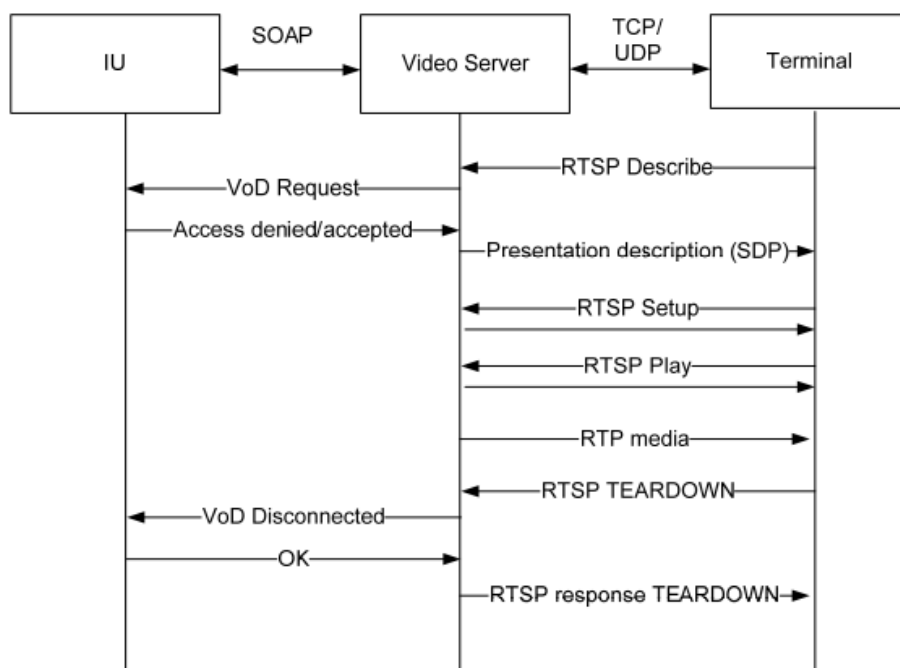 IU
SOAP
Video Server
TCP/
UDP
Terminal
RTSP Describe
VoD Request
Access denied/accepted
Presentation description (SDP)
RTSP Setup
RTSP Play
RTP media
RTSP TEARDOWN
VoD Disconnected
OK
RTSP response TEARDOWN